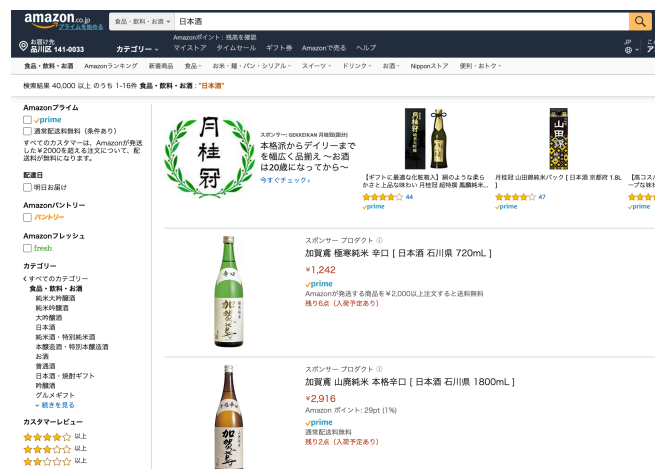 amazon.co.jp
プライムを始める
食品・飲料・お酒
日本酒
お届け先
品川区 141-0033
カテゴリー
Amazonポイント: 残高を確認
マイストア タイムセール ギフト券 Amazonで売る ヘルプ
JP
食品・飲料・お酒 Amazonランキング 新着商品 食品 お米・麺・パン・シリアル スイーツ ドリンク お酒 Nipponストア 便利・おトク
検索結果 40,000 以上 のうち 1-16件 食品・飲料・お酒 : "日本酒"
Amazonプライム
prime
通常配送料無料（条件あり）
すべてのカスタマーは、Amazonが発送
した￥2000を超える注文について、配
送料が無料になります。
配達日
明日お届け
Amazonパントリー
パントリー
Amazonフレッシュ
fresh
カテゴリー
すべてのカテゴリー
食品・飲料・お酒
純米大吟醸酒
純米吟醸酒
大吟醸酒
日本酒
純米酒・特別純米酒
本醸造酒・特別本醸造酒
お酒
普通酒
日本酒・焼酎ギフト
吟醸酒
グルメギフト
続きを見る
カスタマーレビュー
以上
以上
以上
月桂冠
スポンサー: GEKKEIKAN 月桂冠(国分)
本格派からデイリーまで
を幅広く品揃え ～お酒
は20歳になってから～
今すぐチェック
【ギフトに最適な化粧箱入】絹のような柔ら
かさと上品な味わい 月桂冠 超特撰 鳳麟純米...
44
prime
山田錦
月桂冠 山田錦純米パック [ 日本酒 京都府 1.8L
]
47
prime
【高コス
ープな味わ
prime
スポンサー プロダクト
加賀鳶 極寒純米 辛口 [ 日本酒 石川県 720mL ]
￥1,242
prime
Amazonが発送する商品を￥2,000以上注文すると送料無料
残り6点（入荷予定あり）
辛口
加賀鳶
スポンサー プロダクト
加賀鳶 山廃純米 本格辛口 [ 日本酒 石川県 1800mL ]
￥2,916
Amazon ポイント: 29pt (1%)
prime
通常配送料無料
残り2点（入荷予定あり）
加賀鳶